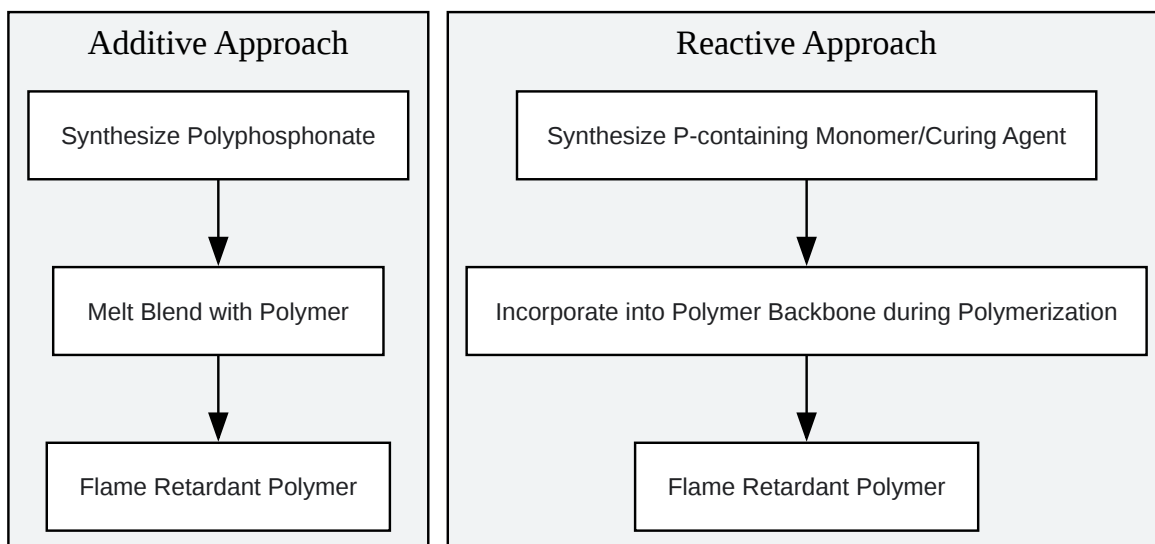 Additive Approach
Synthesize Polyphosphonate
Melt Blend with Polymer
Flame Retardant Polymer
Reactive Approach
Synthesize P-containing Monomer/Curing Agent
Incorporate into Polymer Backbone during Polymerization
Flame Retardant Polymer